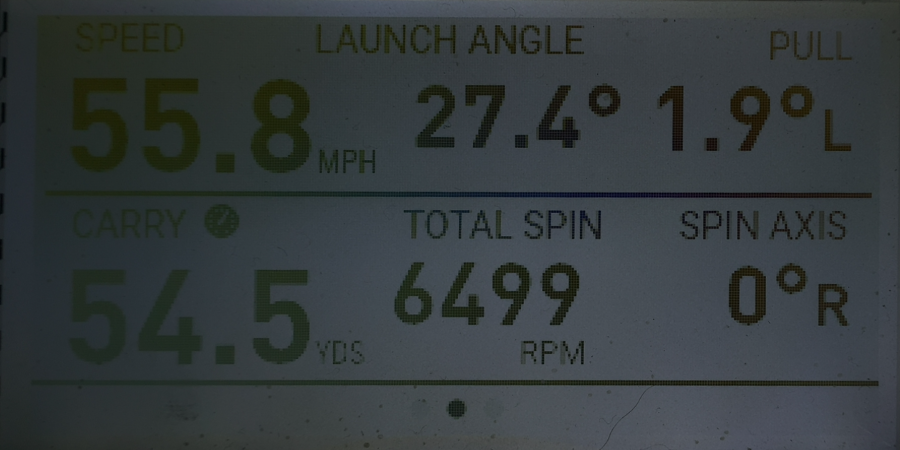 SPEED LAUNCH ANGLE PULL
55.8 MPH 27.4° 1.9° L
CARRY TOTAL SPIN SPIN AXIS
54.5 YDS 6499 RPM 0° R